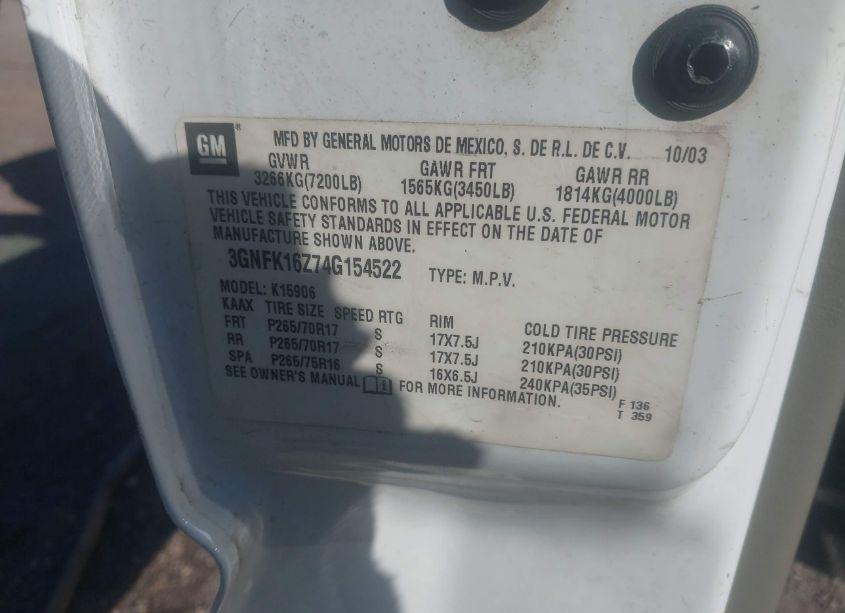 GM®
MFD BY GENERAL MOTORS DE MEXICO, S. DE R.L. DE C.V. 10/03
GVWR GAWR FRT GAWR RR
3266KG(7200LB) 1565KG(3450LB) 1814KG(4000LB)
THIS VEHICLE CONFORMS TO ALL APPLICABLE U.S. FEDERAL MOTOR
VEHICLE SAFETY STANDARDS IN EFFECT ON THE DATE OF
MANUFACTURE SHOWN ABOVE.
3GNFK16Z74G154522 TYPE: M.P.V.
MODEL: K15906
KAAX TIRE SIZE SPEED RTG RIM COLD TIRE PRESSURE
FRT P265/70R17 S 17X7.5J 210KPA(30PSI)
RR P265/70R17 S 17X7.5J 210KPA(30PSI)
SPA P265/75R16 S 16X6.5J 240KPA(35PSI)
SEE OWNER'S MANUAL FOR MORE INFORMATION.
F 136
T 359